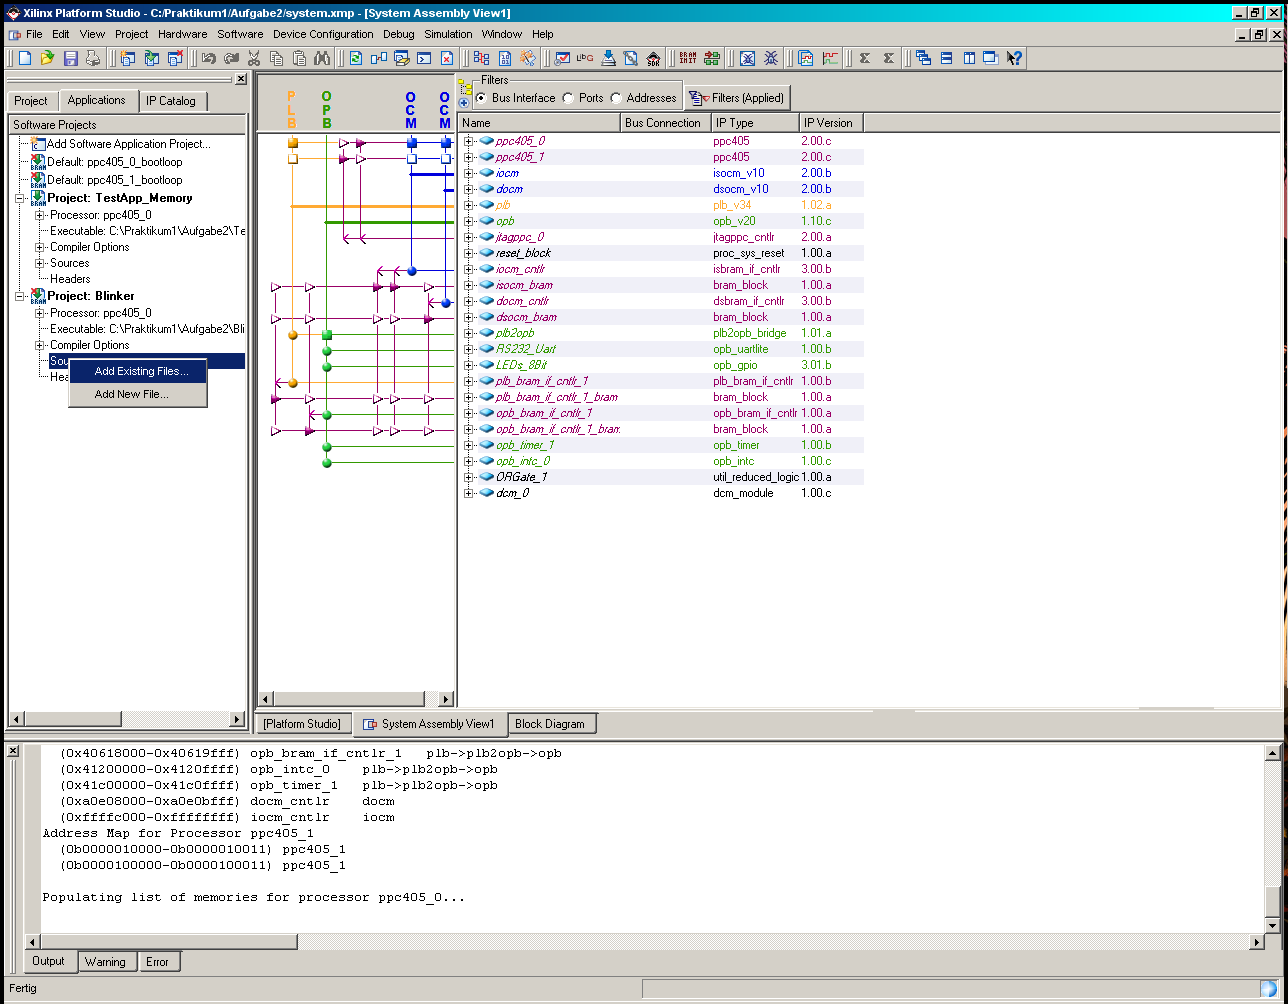 Xilinx Platform Studio - C:/Praktikum1/Aufgabe2/system.xmp - [System Assembly View1]
File Edit View Project Hardware Software Device Configuration Debug Simulation Window Help
Project Applications IP Catalog
Software Projects
Add Software Application Project...
Default: ppc405_0_bootloop
Default: ppc405_1_bootloop
Project: TestApp_Memory
Processor: ppc405_0
Executable: C:\Praktikum1\Aufgabe2\Te
Compiler Options
Sources
Headers
Project: Blinker
Processor: ppc405_0
Executable: C:\Praktikum1\Aufgabe2\Bli
Compiler Options
Sou
Hea
Add Existing Files...
Add New File...
PLB OPB OCM OCM
Filters
Bus Interface Ports Addresses Filters (Applied)
Name Bus Connection IP Type IP Version
ppc405_0 ppc405 2.00.c
ppc405_1 ppc405 2.00.c
iocm isocm_v10 2.00.b
docm dsocm_v10 2.00.b
plb plb_v34 1.02.a
opb opb_v20 1.10.c
jtagppc_0 jtagppc_cntlr 2.00.a
reset_block proc_sys_reset 1.00.a
iocm_cntlr isbram_if_cntlr 3.00.b
isocm_bram bram_block 1.00.a
docm_cntlr dsbram_if_cntlr 3.00.b
dsocm_bram bram_block 1.00.a
plb2opb plb2opb_bridge 1.01.a
RS232_Uart opb_uartlite 1.00.b
LEDs_8Bit opb_gpio 3.01.b
plb_bram_if_cntlr_1 plb_bram_if_cntlr 1.00.b
plb_bram_if_cntlr_1_bram bram_block 1.00.a
opb_bram_if_cntlr_1 opb_bram_if_cntlr 1.00.a
opb_bram_if_cntlr_1_bram bram_block 1.00.a
opb_timer_1 opb_timer 1.00.b
opb_intc_0 opb_intc 1.00.c
ORGate_1 util_reduced_logic 1.00.a
dcm_0 dcm_module 1.00.c
[Platform Studio] System Assembly View1 Block Diagram
(0x40618000-0x40619fff) opb_bram_if_cntlr_1 plb->plb2opb->opb
(0x41200000-0x4120ffff) opb_intc_0 plb->plb2opb->opb
(0x41c00000-0x41c0ffff) opb_timer_1 plb->plb2opb->opb
(0xa0e08000-0xa0e0bfff) docm_cntlr docm
(0xffffc000-0xffffffff) iocm_cntlr iocm
Address Map for Processor ppc405_1
(0b0000010000-0b0000010011) ppc405_1
(0b0000100000-0b0000100011) ppc405_1
Populating list of memories for processor ppc405_0...
Output Warning Error
Fertig